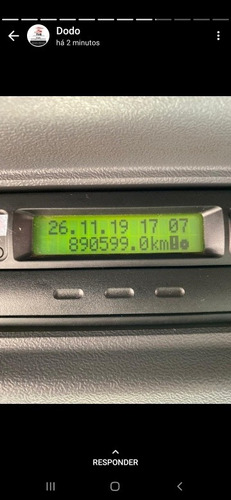 Dodo
há 2 minutos
26.11.19 17 07
890599.0km
RESPONDER